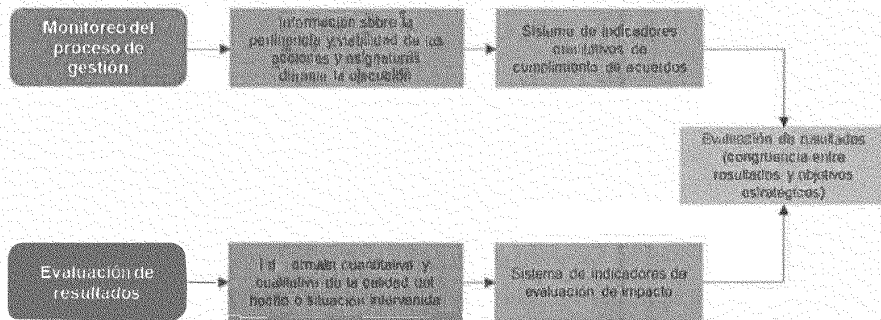 Monitoreo del
proceso de
gestión
Información sobre la
pertinencia y viabilidad de las
acciones y asignaturas
durante la ejecución
Sistema de indicadores
cualitativos de
cumplimiento de acuerdos
Evaluación de resultados
(congruencia entre
resultados y objetivos
estratégicos)
Evaluación de
resultados
cuantitativa y
cualitativa de la calidad del
hecho o situación intervenida
Sistema de indicadores de
evaluación de impacto